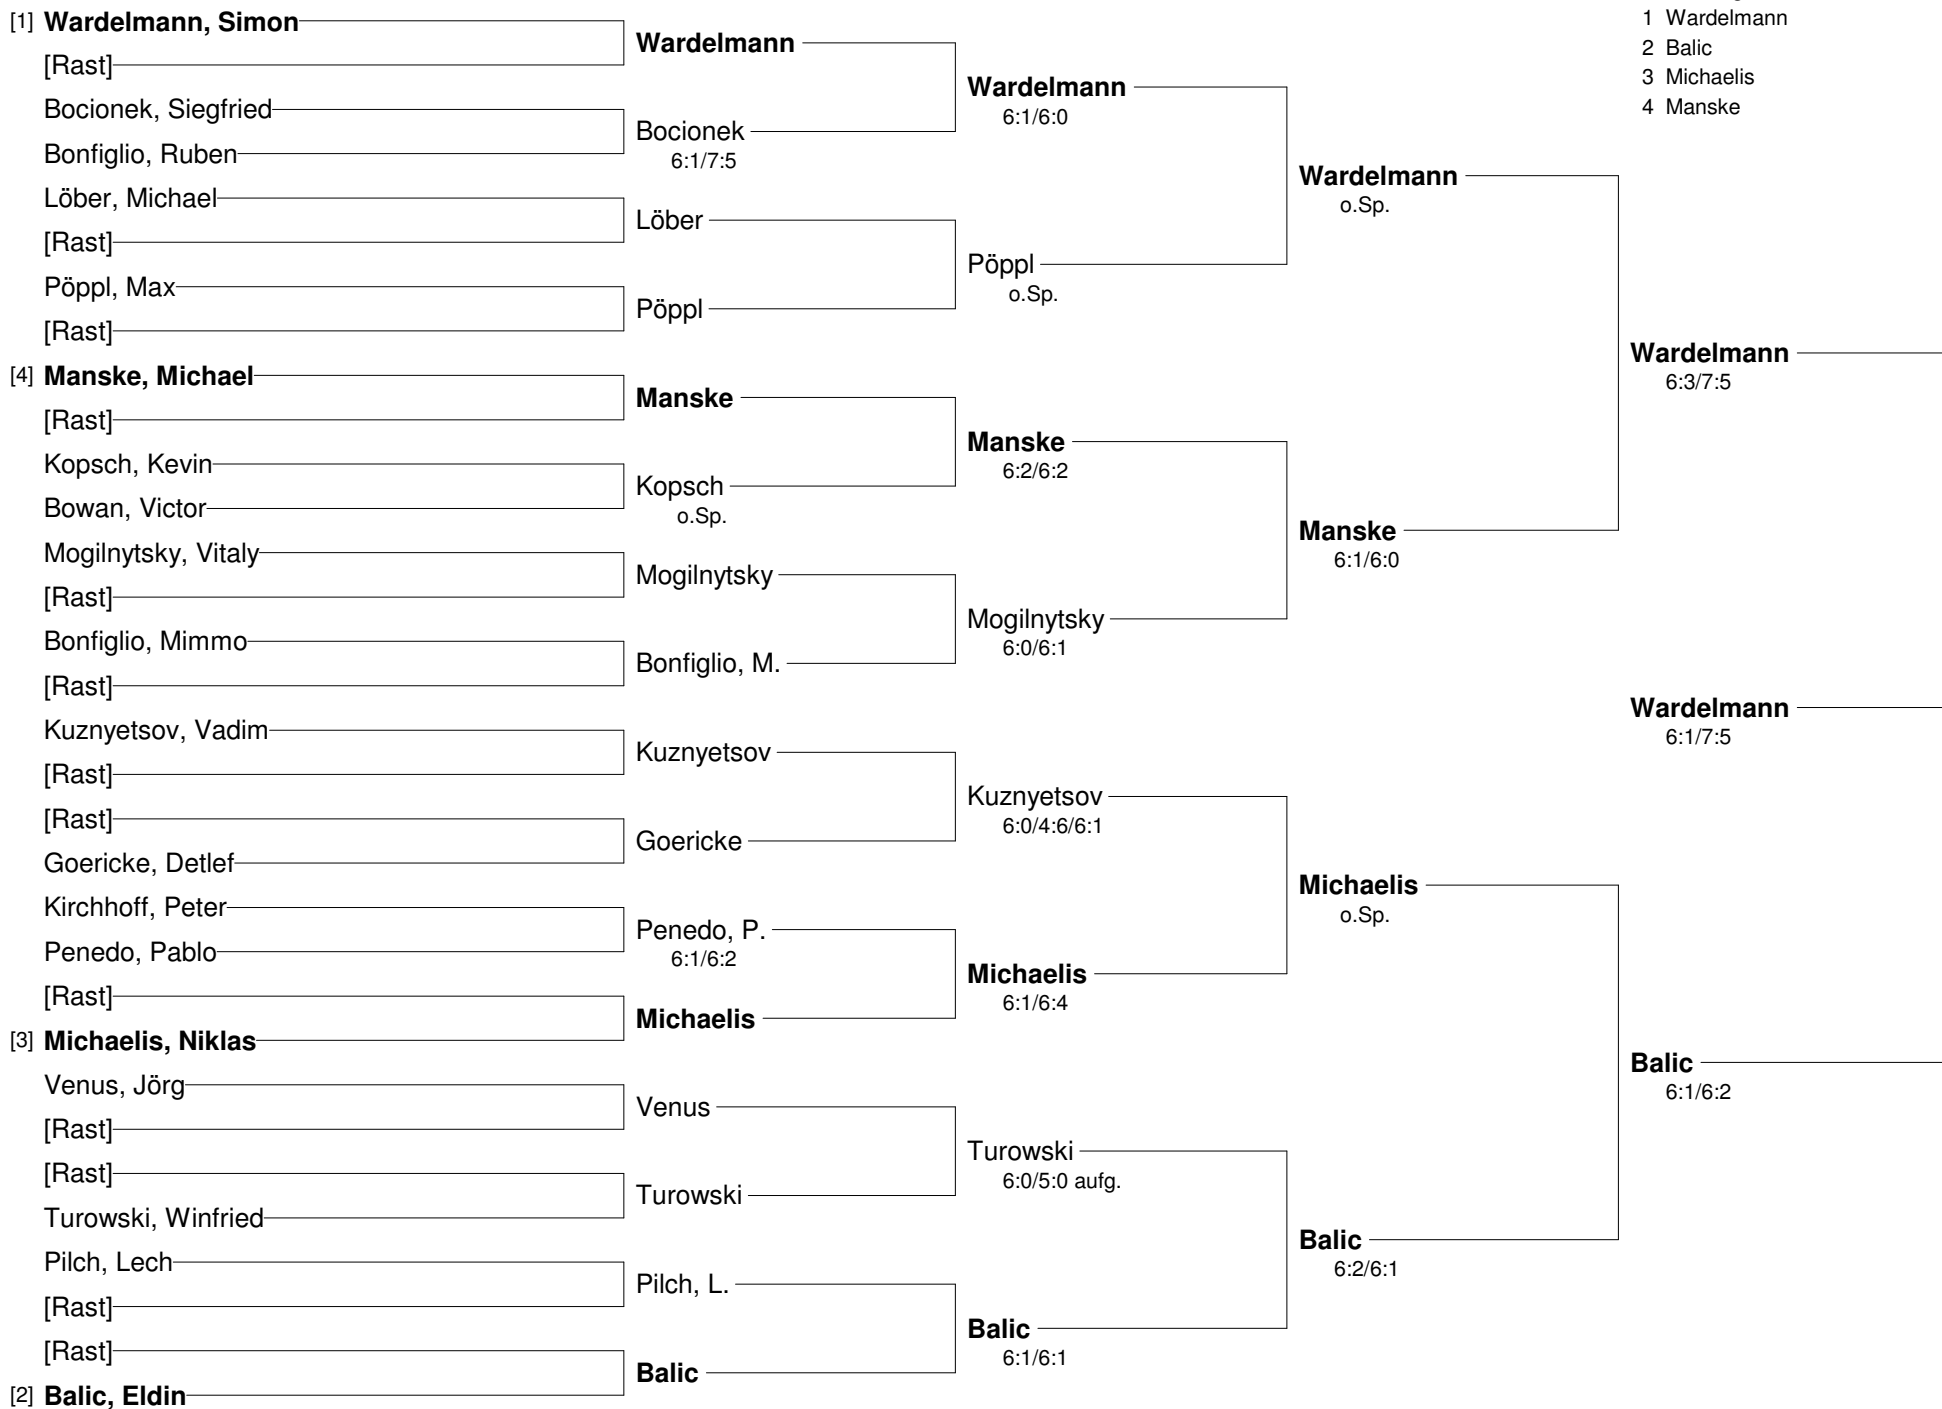 [1] Wardelmann, Simon
[Rast]
Bocionek, Siegfried
Bonfiglio, Ruben
Löber, Michael
[Rast]
Pöppl, Max
[Rast]
[4] Manske, Michael
[Rast]
Kopsch, Kevin
Bowan, Victor
Mogilnytsky, Vitaly
[Rast]
Bonfiglio, Mimmo
[Rast]
Kuznyetsov, Vadim
[Rast]
[Rast]
Goericke, Detlef
Kirchhoff, Peter
Penedo, Pablo
[Rast]
[3] Michaelis, Niklas
Venus, Jörg
[Rast]
[Rast]
Turowski, Winfried
Pilch, Lech
[Rast]
[Rast]
[2] Balic, Eldin
Wardelmann
Bocionek
6:1/7:5
Löber
Pöppl
Manske
Kopsch
o.Sp.
Mogilnytsky
Bonfiglio, M.
Kuznyetsov
Goericke
Penedo, P.
6:1/6:2
Michaelis
Venus
Turowski
Pilch, L.
Balic
Wardelmann
6:1/6:0
Pöppl
o.Sp.
Manske
6:2/6:2
Mogilnytsky
6:0/6:1
Kuznyetsov
6:0/4:6/6:1
Michaelis
6:1/6:4
Turowski
6:0/5:0 aufg.
Balic
6:1/6:1
Wardelmann
o.Sp.
Manske
6:1/6:0
Michaelis
o.Sp.
Balic
6:2/6:1
Wardelmann
6:3/7:5
Wardelmann
6:1/7:5
Balic
6:1/6:2
1 Wardelmann
2 Balic
3 Michaelis
4 Manske